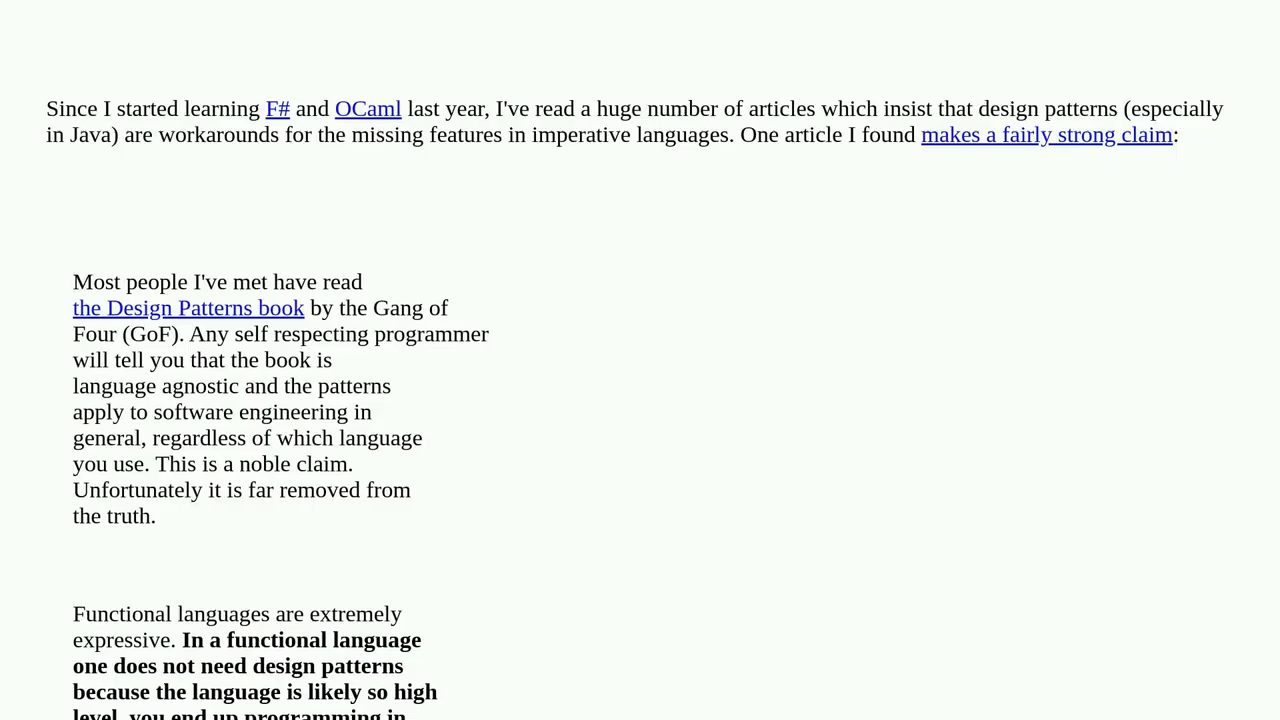 Since I started learning F# and OCaml last year, I've read a huge number of articles which insist that design patterns (especially
in Java) are workarounds for the missing features in imperative languages. One article I found makes a fairly strong claim:
Most people I've met have read
the Design Patterns book by the Gang of
Four (GoF). Any self respecting programmer
will tell you that the book is
language agnostic and the patterns
apply to software engineering in
general, regardless of which language
you use. This is a noble claim.
Unfortunately it is far removed from
the truth.
Functional languages are extremely
expressive. In a functional language
one does not need design patterns
because the language is likely so high
level, you end up programming in